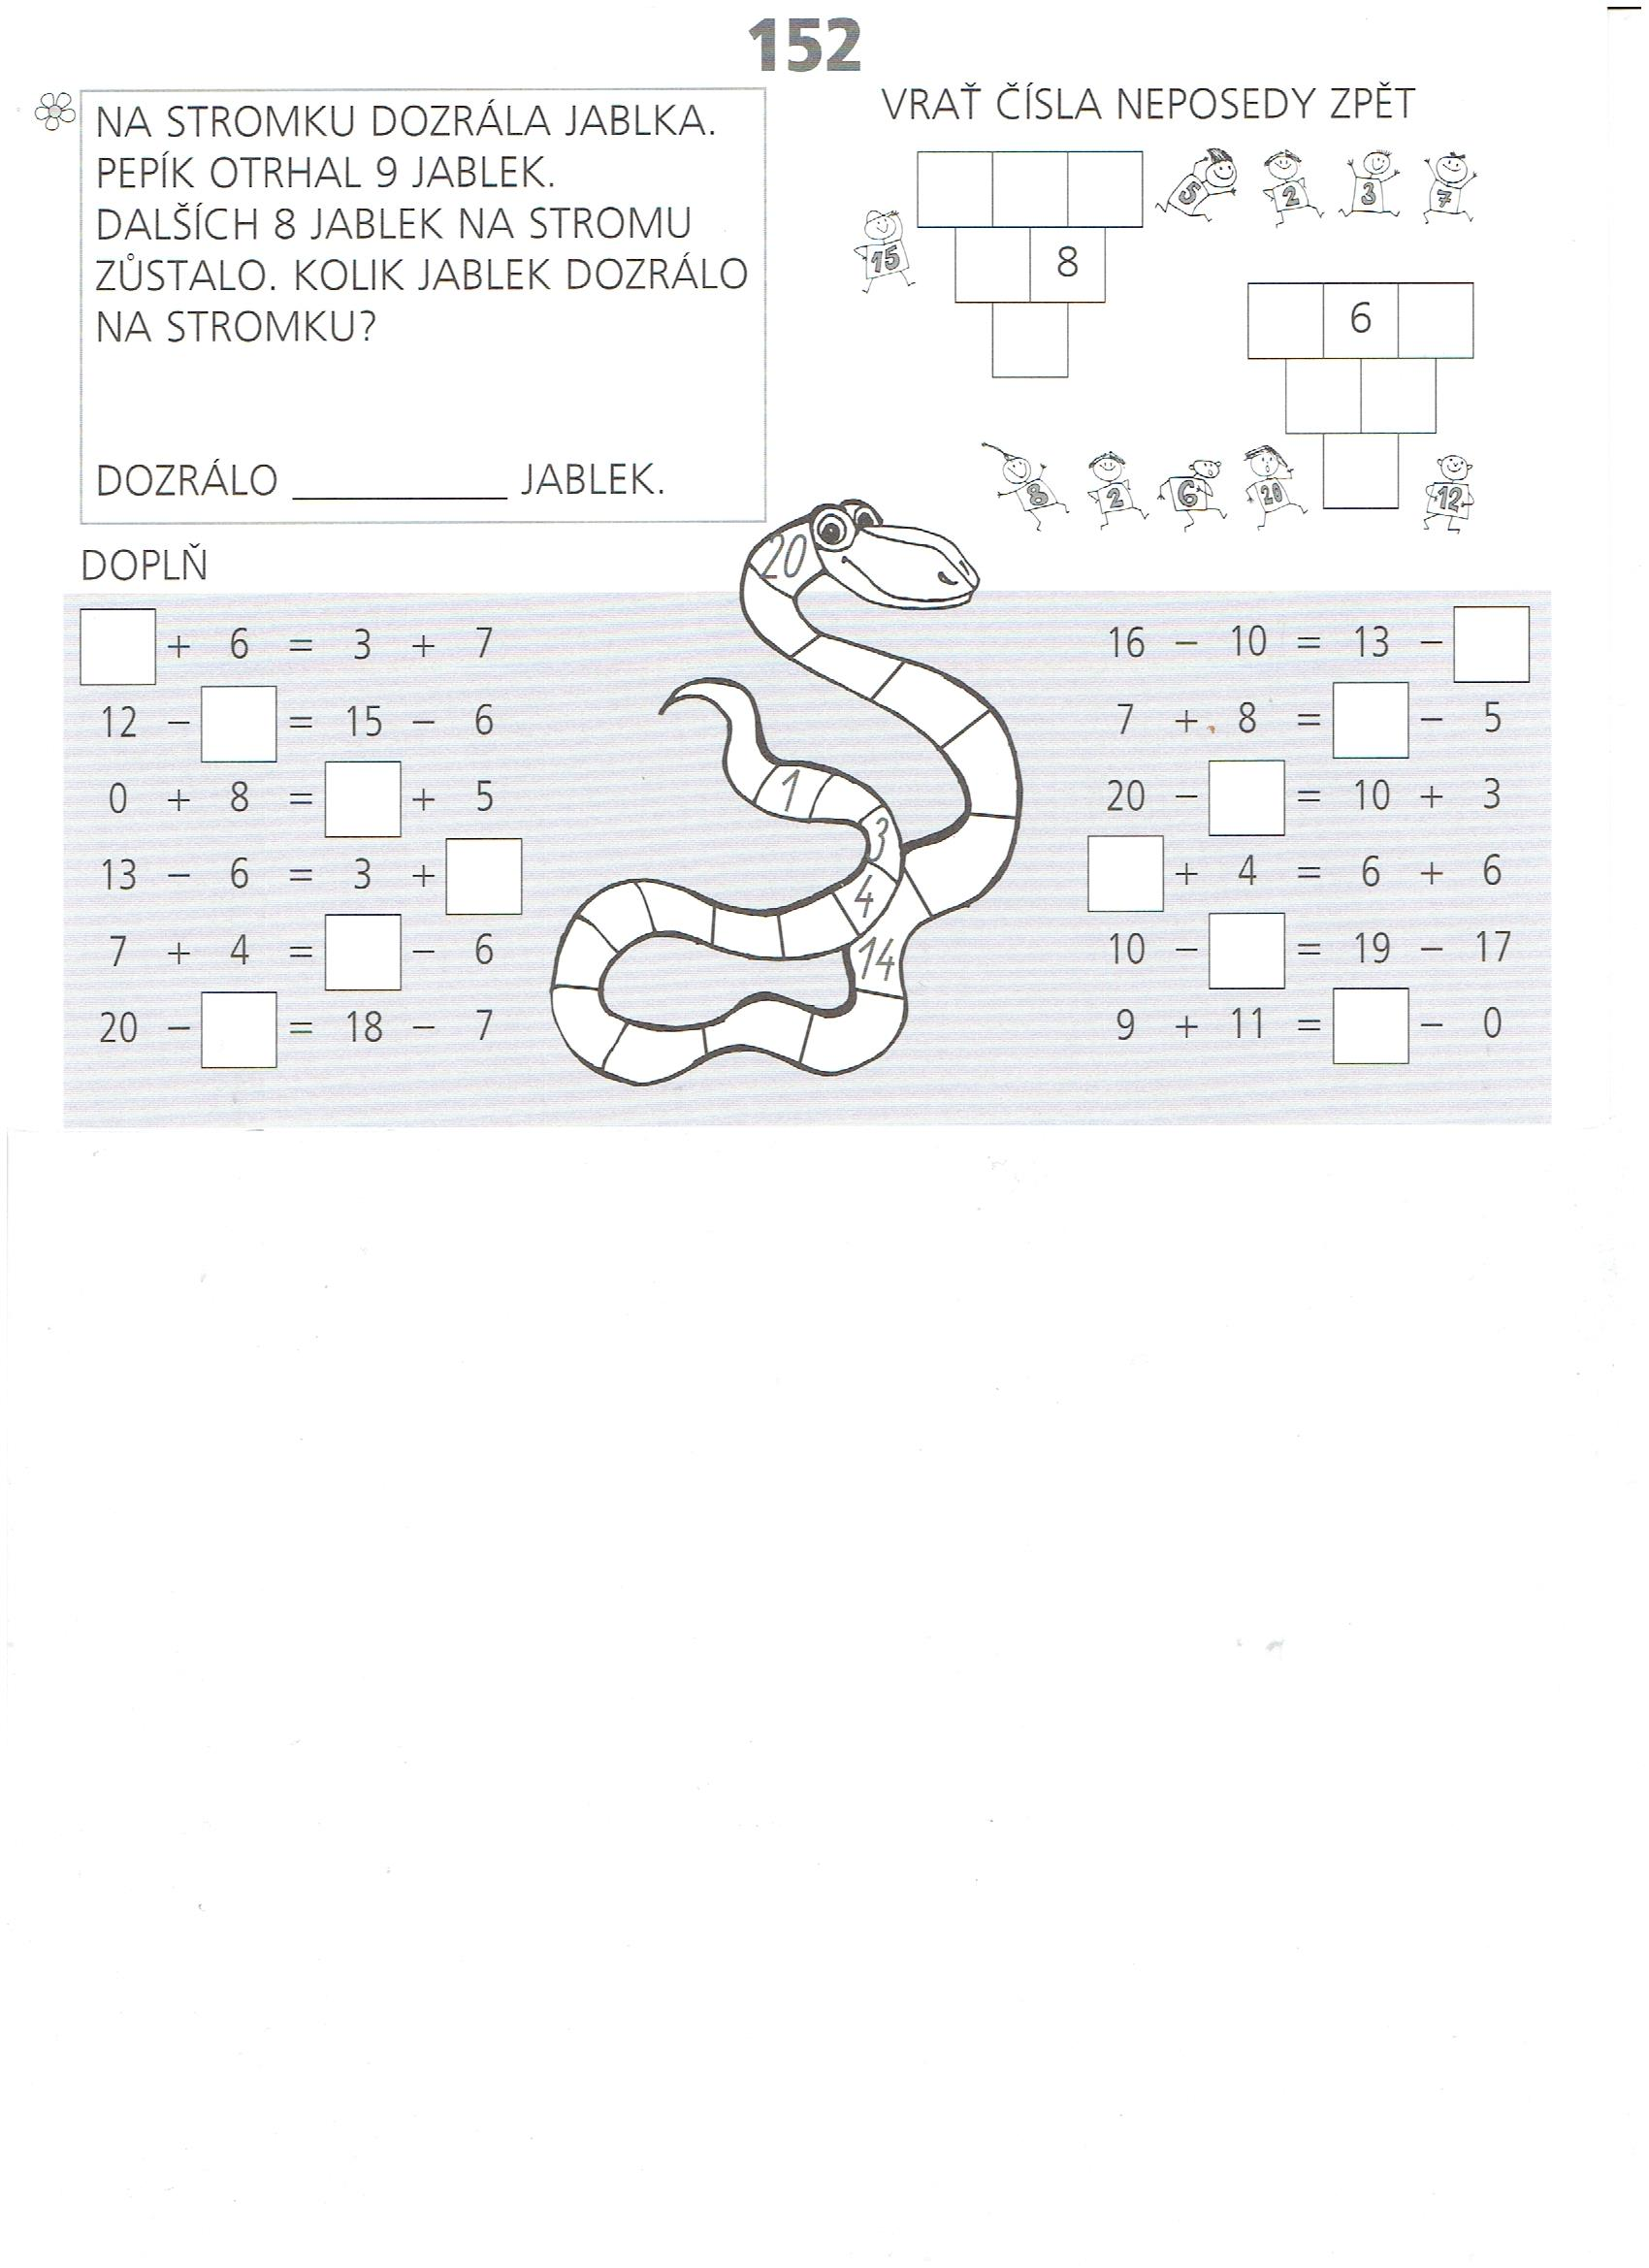 152
NA STROMKU DOZRÁLA JABLKA.
PEPÍK OTRHAL 9 JABLEK.
DALŠÍCH 8 JABLEK NA STROMU
ZŮSTALO. KOLIK JABLEK DOZRÁLO
NA STROMKU?
DOZRÁLO __________ JABLEK.
VRAŤ ČÍSLA NEPOSEDY ZPĚT
5 2 3 7
15
8
6
8 2 6 20 12
DOPLŇ
+ 6 = 3 + 7
12 - = 15 - 6
0 + 8 = + 5
13 - 6 = 3 +
7 + 4 = - 6
20 - = 18 - 7
20
1
3
4
14
16 - 10 = 13 -
7 + 8 = - 5
20 - = 10 + 3
+ 4 = 6 + 6
10 - = 19 - 17
9 + 11 = - 0